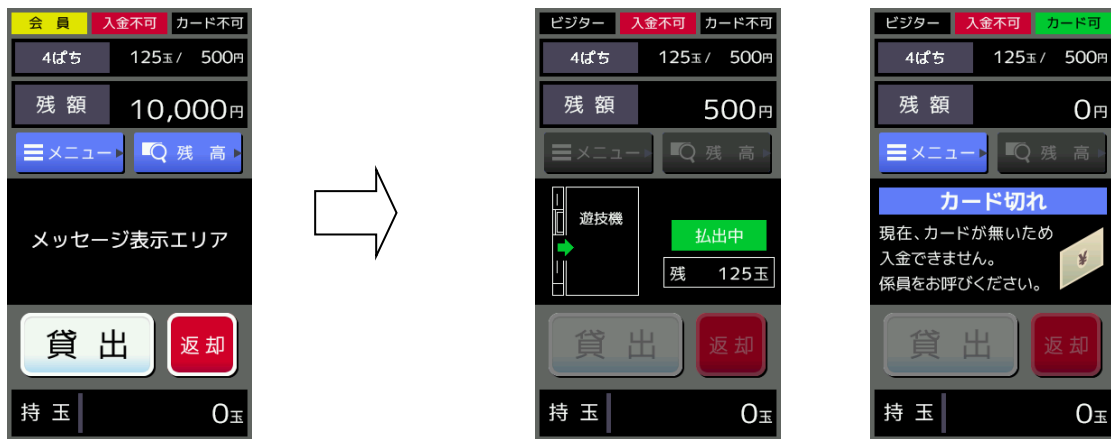 会 員 入金不可 カード不可
4ぱち 125玉/ 500円
残 額 10,000円
メニュー 残 高
メッセージ表示エリア
貸 出 返 却
持 玉 0玉
ビジター 入金不可 カード不可
4ぱち 125玉/ 500円
残 額 500円
メニュー 残 高
遊技機
払出中
残 125玉
貸 出 返 却
持 玉 0玉
ビジター 入金不可 カード可
4ぱち 125玉/ 500円
残 額 0円
メニュー 残 高
カード切れ
現在、カードが無いため
入金できません。
係員をお呼びください。
¥
貸 出 返 却
持 玉 0玉